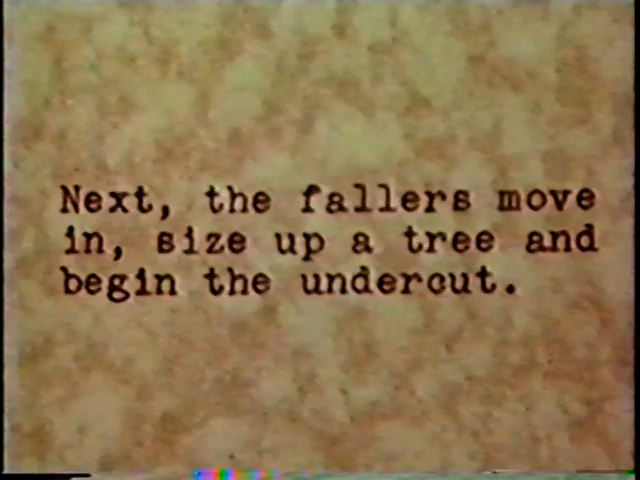 Next, the fallers move
in, size up a tree and
begin the undercut.